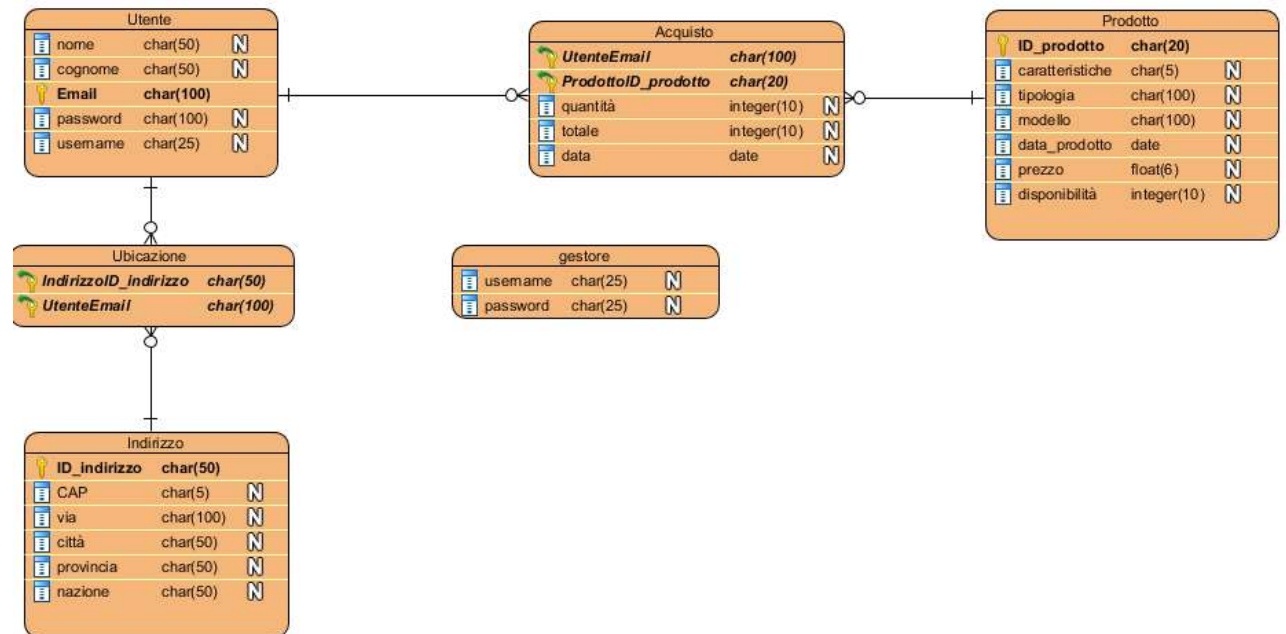 Utente
nome char(50) N
cognome char(50) N
Email char(100)
password char(100) N
username char(25) N
Acquisto
UtenteEmail char(100)
ProdottoID_prodotto char(20)
quantità integer(10) N
totale integer(10) N
data date N
Prodotto
ID_prodotto char(20)
caratteristiche char(5) N
tipologia char(100) N
modello char(100) N
data_prodotto date N
prezzo float(6) N
disponibilità integer(10) N
Ubicazione
IndirizzoID_indirizzo char(50)
UtenteEmail char(100)
gestore
username char(25) N
password char(25) N
Indirizzo
ID_indirizzo char(50)
CAP char(5) N
via char(100) N
città char(50) N
provincia char(50) N
nazione char(50) N